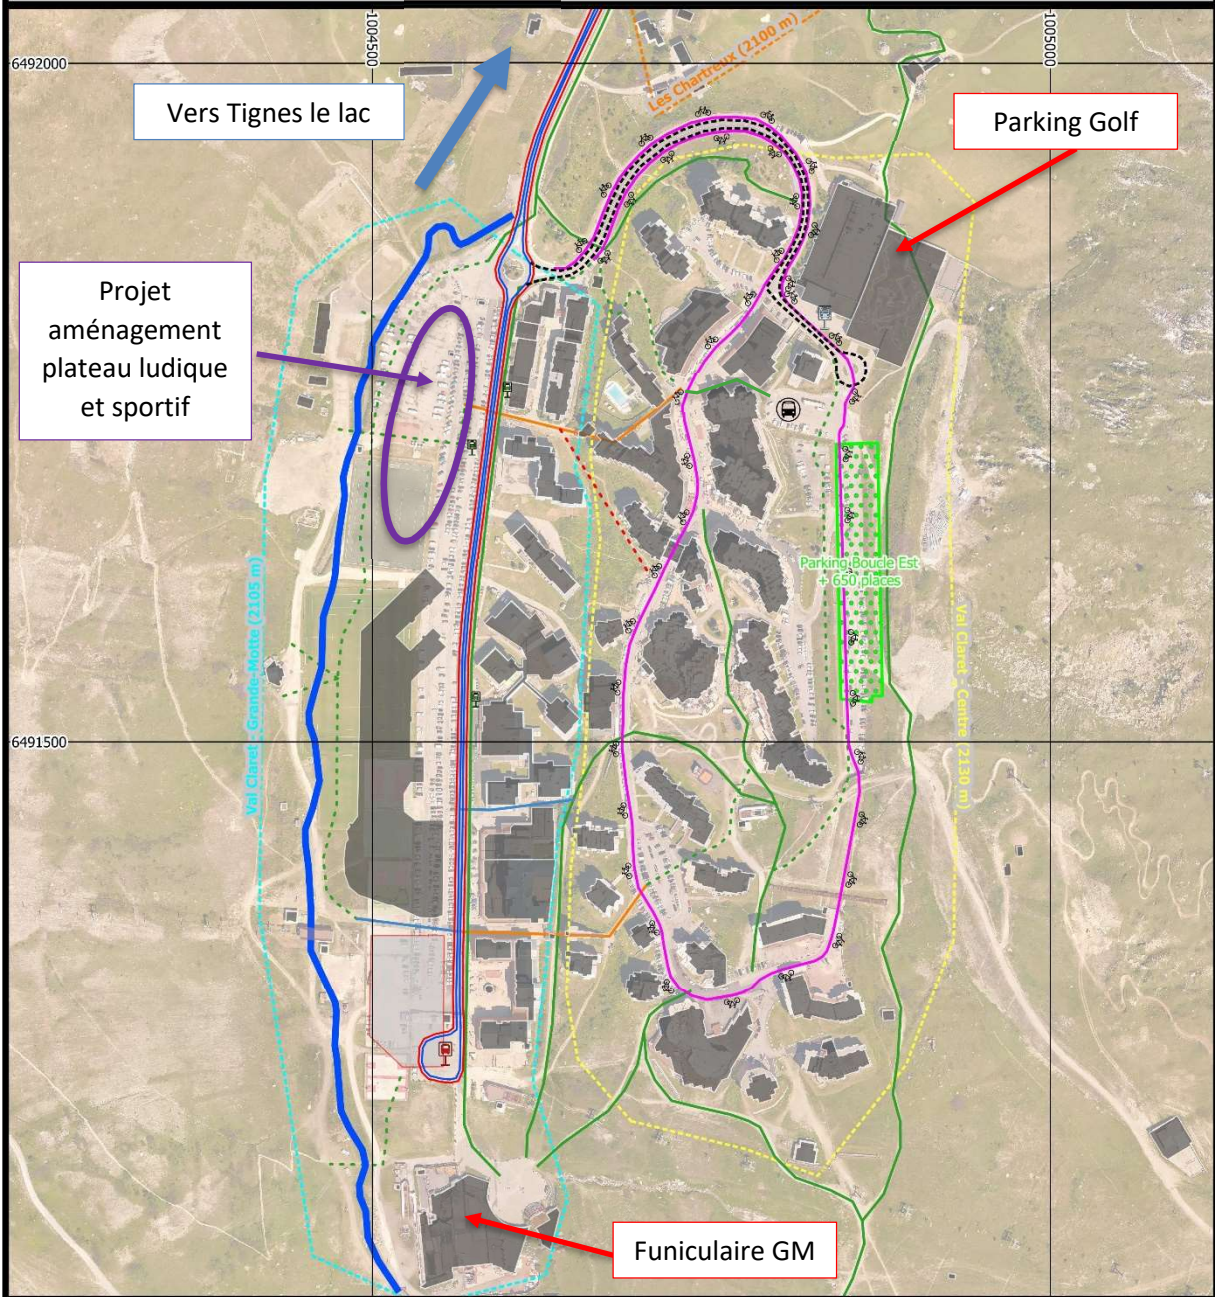 1004500
1005000
6492000
Les Chartreux (2100 m)
Vers Tignes le lac
Parking Golf
Projet
aménagement
plateau ludique
et sportif
Parking Boucle Est
+ 650 places
Val Claret - Grande-Motte (2105 m)
Val Claret - Centre (2130 m)
6491500
Funiculaire GM